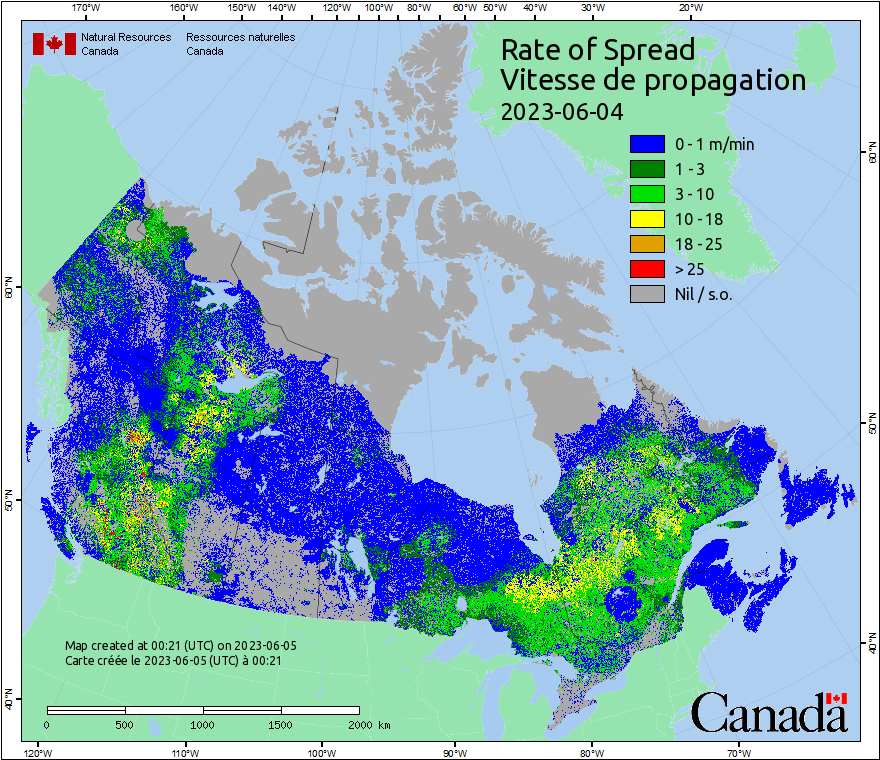 170°W 160°W 150°W 140°W 120°W 100°W 80°W 60°W 50°W 40°W 30°W 20°W
Natural Resources Canada
Ressources naturelles Canada
Rate of Spread
Vitesse de propagation
2023-06-04
0 - 1 m/min
1 - 3
3 - 10
10 - 18
18 - 25
> 25
Nil / s.o.
60°N
50°N
40°N
60°N
50°N
40°N
Map created at 00:21 (UTC) on 2023-06-05
Carte créée le 2023-06-05 (UTC) à 00:21
0 500 1000 1500 2000 km
Canada
120°W 110°W 100°W 90°W 80°W 70°W